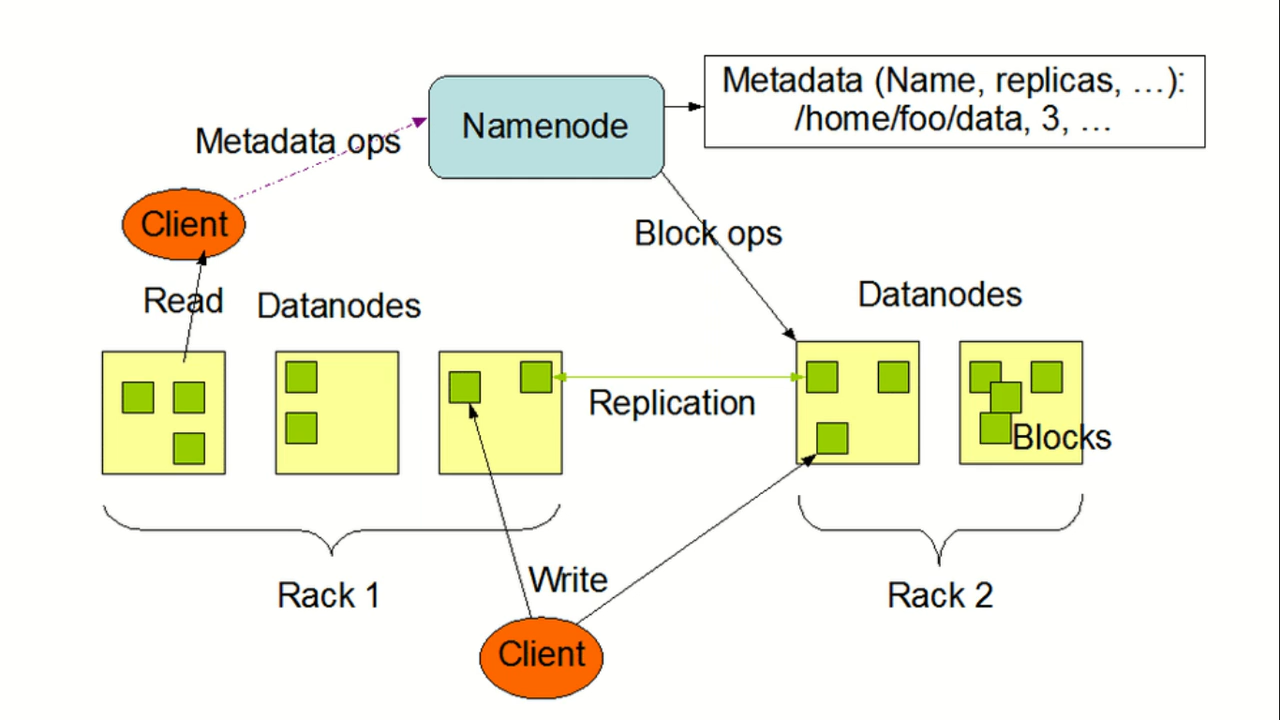 Metadata (Name, replicas, …):
/home/foo/data, 3, …
Namenode
Metadata ops
Client
Block ops
Read
Datanodes
Datanodes
Replication
Blocks
Rack 1
Write
Rack 2
Client